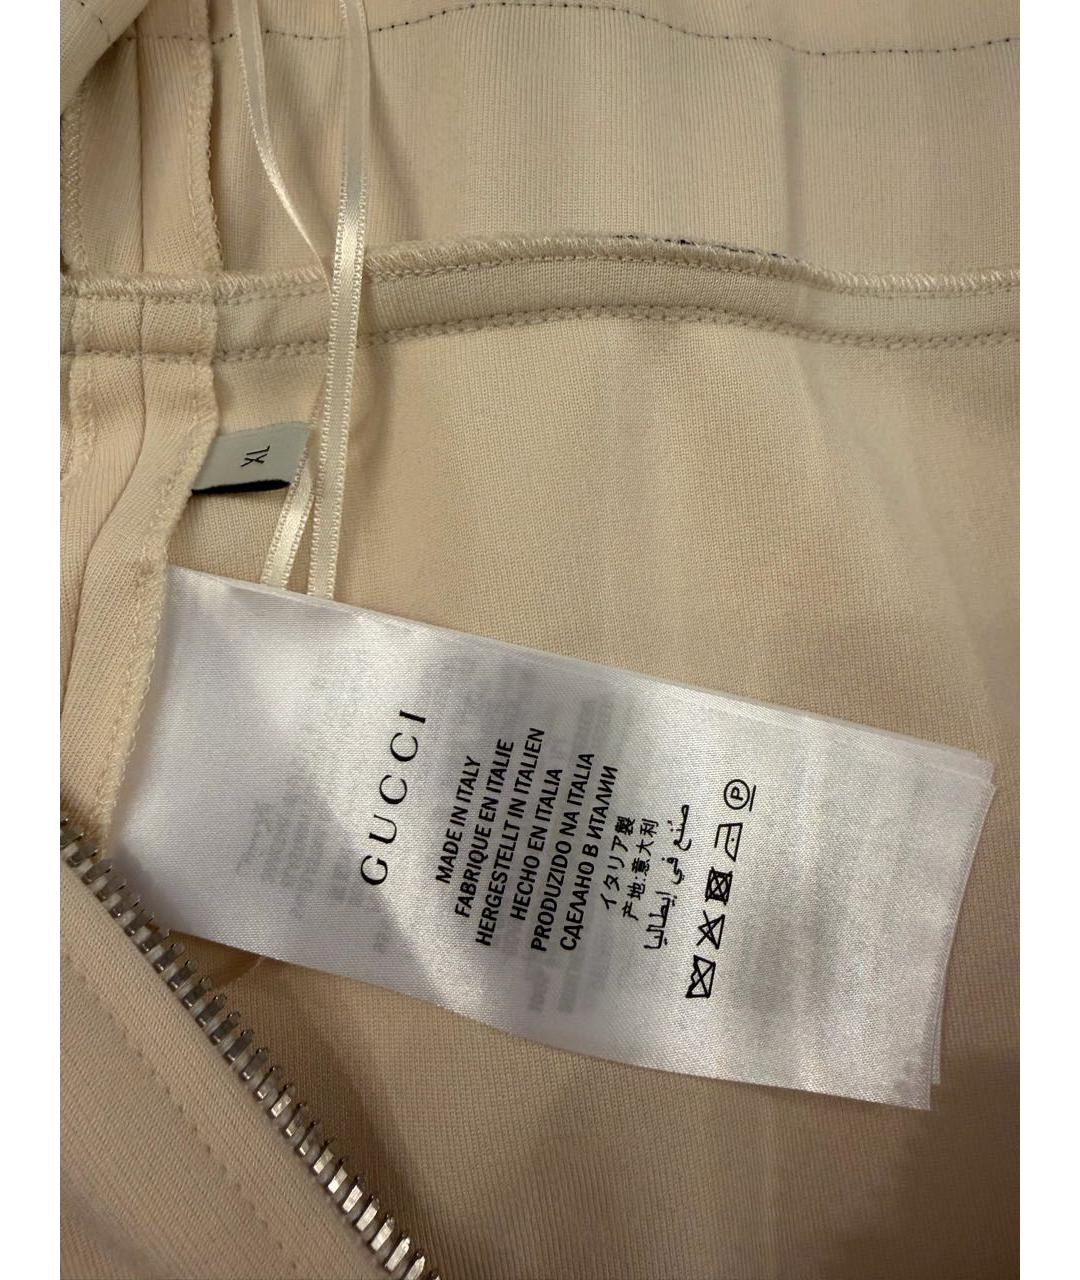 XL
GUCCI
MADE IN ITALY
FABRIQUE EN ITALIE
HERGESTELLT IN ITALIEN
HECHO EN ITALIA
PRODUZIDO NA ITALIA
СДЕЛАНО В ИТАЛИИ
イタリア製
产地:意大利
صنع في إيطاليا
P